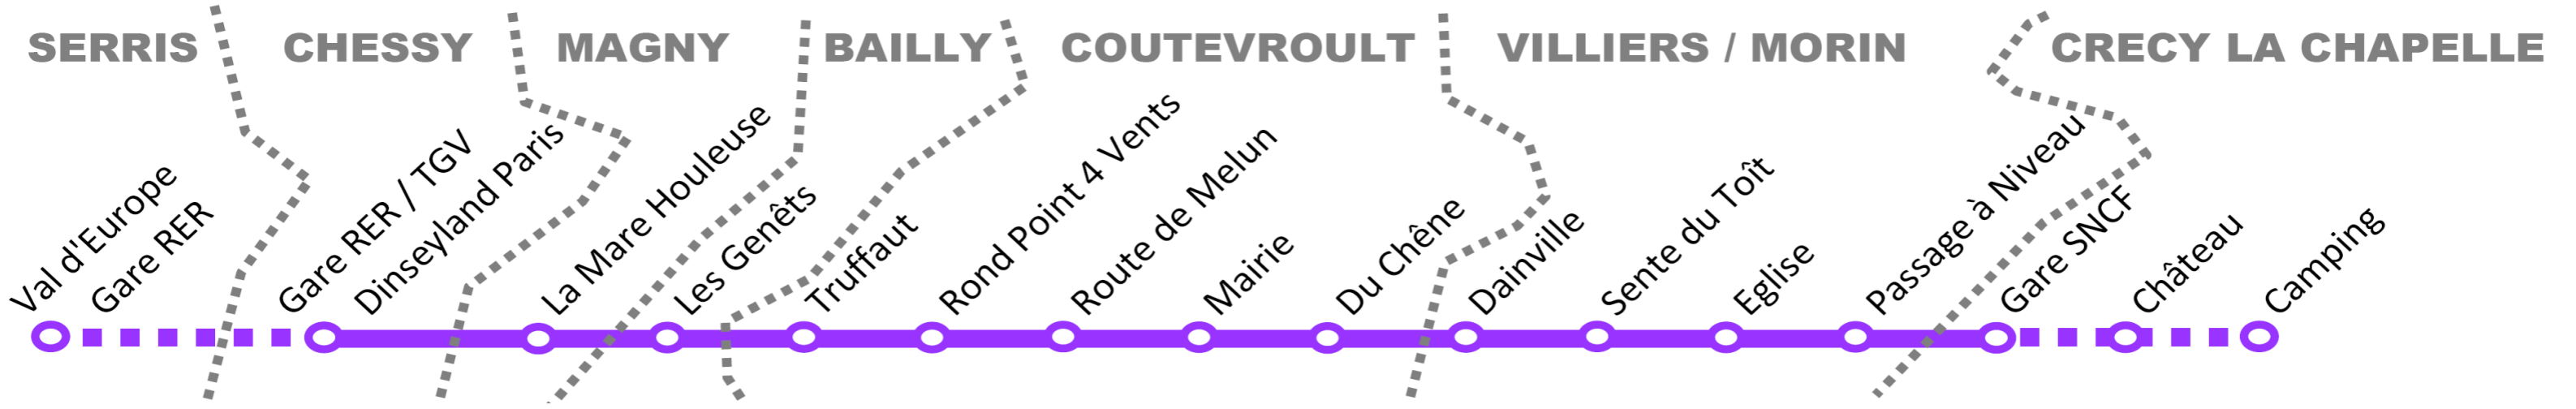 SERRIS
CHESSY
MAGNY
BAILLY
COUTEVROULT
VILLIERS / MORIN
CRECY LA CHAPELLE
Val d'Europe
Gare RER
Gare RER / TGV
Dinseyland Paris
La Mare Houleuse
Les Genêts
Truffaut
Rond Point 4 Vents
Route de Melun
Mairie
Du Chêne
Dainville
Sente du Toît
Eglise
Passage à Niveau
Gare SNCF
Château
Camping